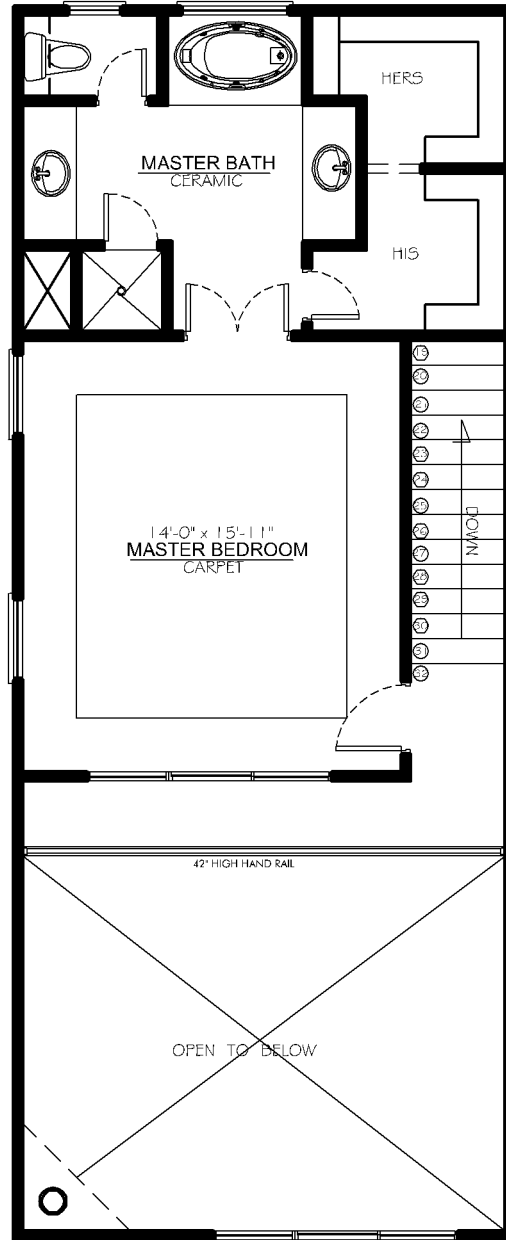 HERS
MASTER BATH
CERAMIC
HIS
19
20
21
22
23
24
25
26
27
28
29
30
31
32
DOWN
14'-0" x 15'-11"
MASTER BEDROOM
CARPET
42" HIGH HAND RAIL
OPEN TO BELOW